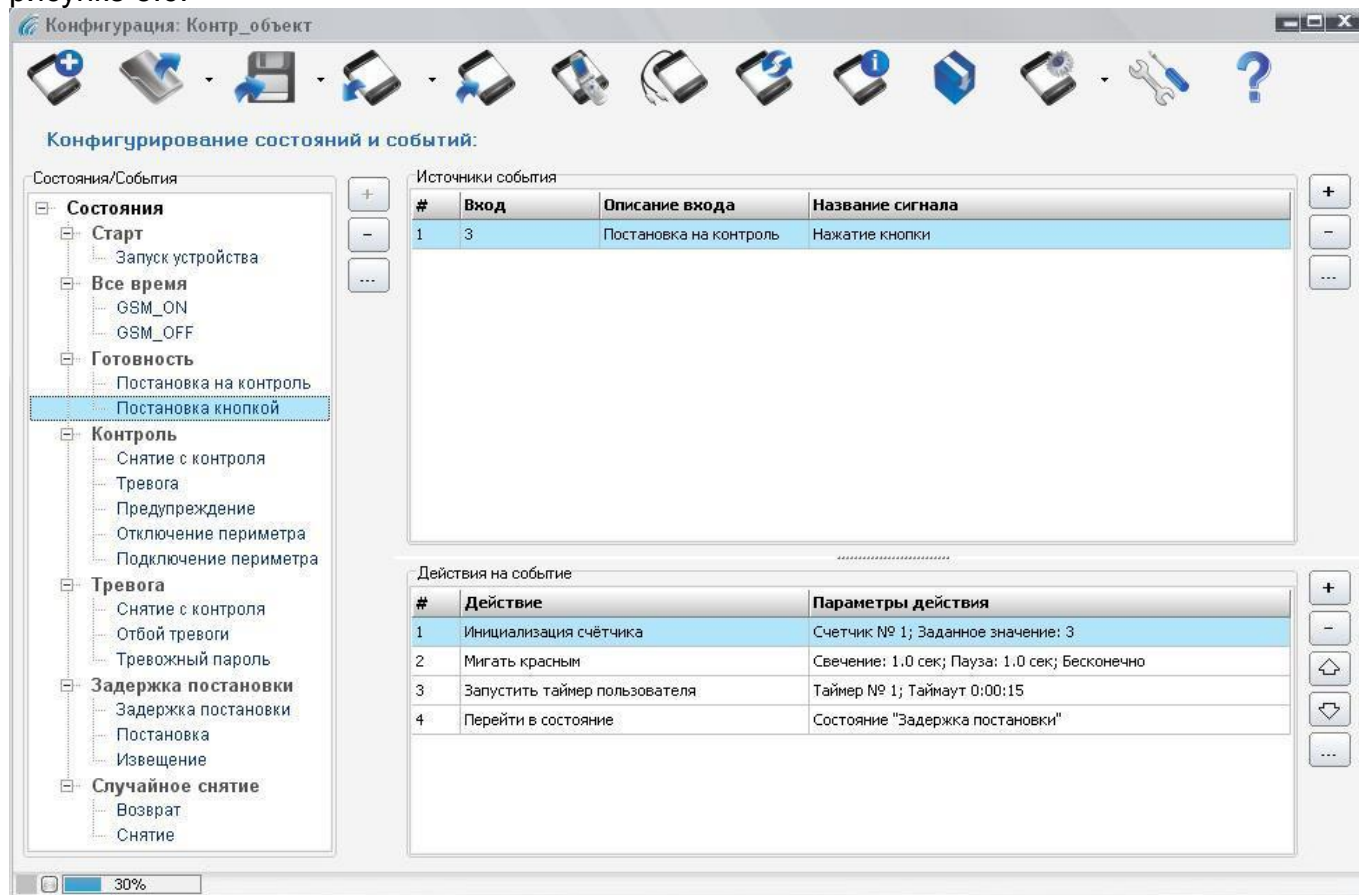 Конфигурация: Контр_объект
Конфигурирование состояний и событий:
Состояния/События
Состояния
Старт
Запуск устройства
Все время
GSM_ON
GSM_OFF
Готовность
Постановка на контроль
Постановка кнопкой
Контроль
Снятие с контроля
Тревога
Предупреждение
Отключение периметра
Подключение периметра
Тревога
Снятие с контроля
Отбой тревоги
Тревожный пароль
Задержка постановки
Задержка постановки
Постановка
Извещение
Случайное снятие
Возврат
Снятие
+
-
...
Источники события
# Вход Описание входа Название сигнала
1 3 Постановка на контроль Нажатие кнопки
+
-
...
Действия на событие
# Действие Параметры действия
1 Инициализация счётчика Счетчик № 1; Заданное значение: 3
2 Мигать красным Свечение: 1.0 сек; Пауза: 1.0 сек; Бесконечно
3 Запустить таймер пользователя Таймер № 1; Таймаут 0:00:15
4 Перейти в состояние Состояние "Задержка постановки"
+
-
...
30%